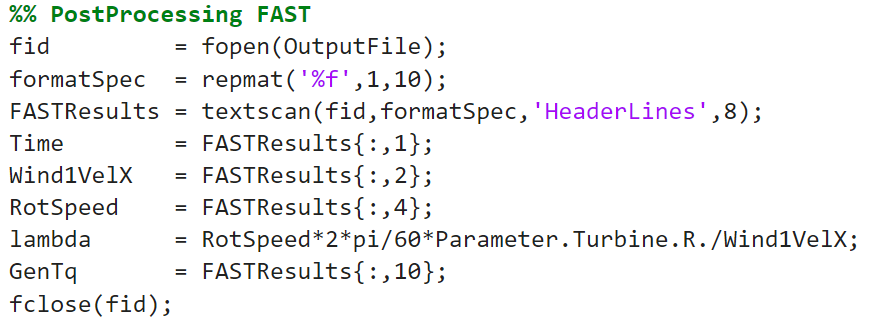 %% PostProcessing FAST
fid         = fopen(OutputFile);
formatSpec  = repmat('%f',1,10);
FASTResults = textscan(fid,formatSpec,'HeaderLines',8);
Time        = FASTResults{:,1};
Wind1VelX   = FASTResults{:,2};
RotSpeed    = FASTResults{:,4};
lambda      = RotSpeed*2*pi/60*Parameter.Turbine.R./Wind1VelX;
GenTq       = FASTResults{:,10};
fclose(fid);